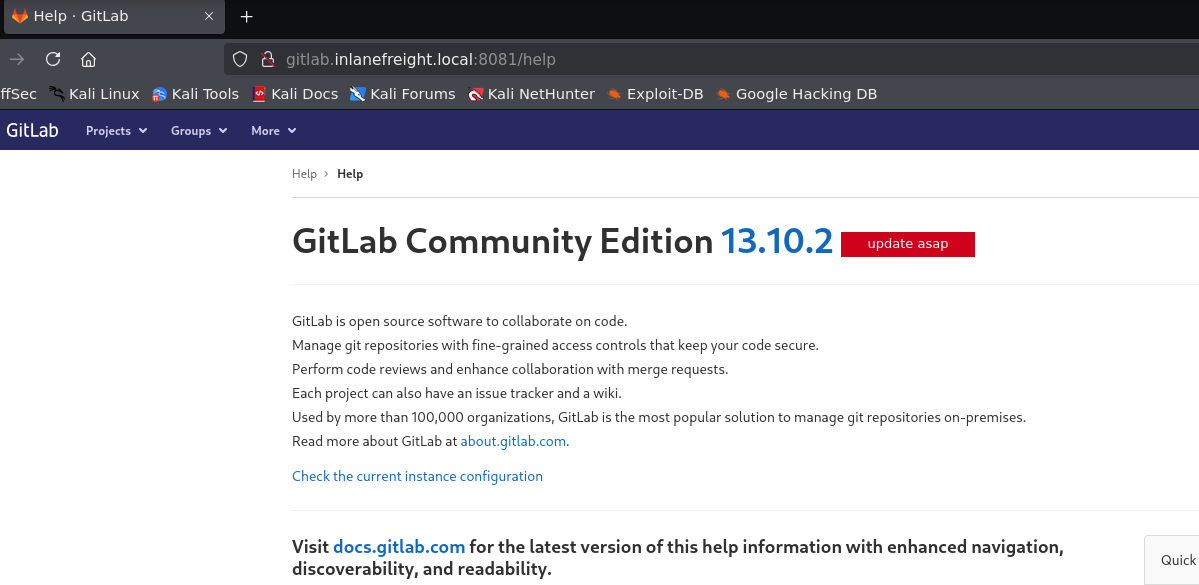 Help · GitLab
gitlab.inlanefreight.local:8081/help
ffSec Kali Linux Kali Tools Kali Docs Kali Forums Kali NetHunter Exploit-DB Google Hacking DB
GitLab Projects Groups More
Help › Help
GitLab Community Edition 13.10.2 update asap
GitLab is open source software to collaborate on code.
Manage git repositories with fine-grained access controls that keep your code secure.
Perform code reviews and enhance collaboration with merge requests.
Each project can also have an issue tracker and a wiki.
Used by more than 100,000 organizations, GitLab is the most popular solution to manage git repositories on-premises.
Read more about GitLab at about.gitlab.com.
Check the current instance configuration
Visit docs.gitlab.com for the latest version of this help information with enhanced navigation,
discoverability, and readability.
Quick